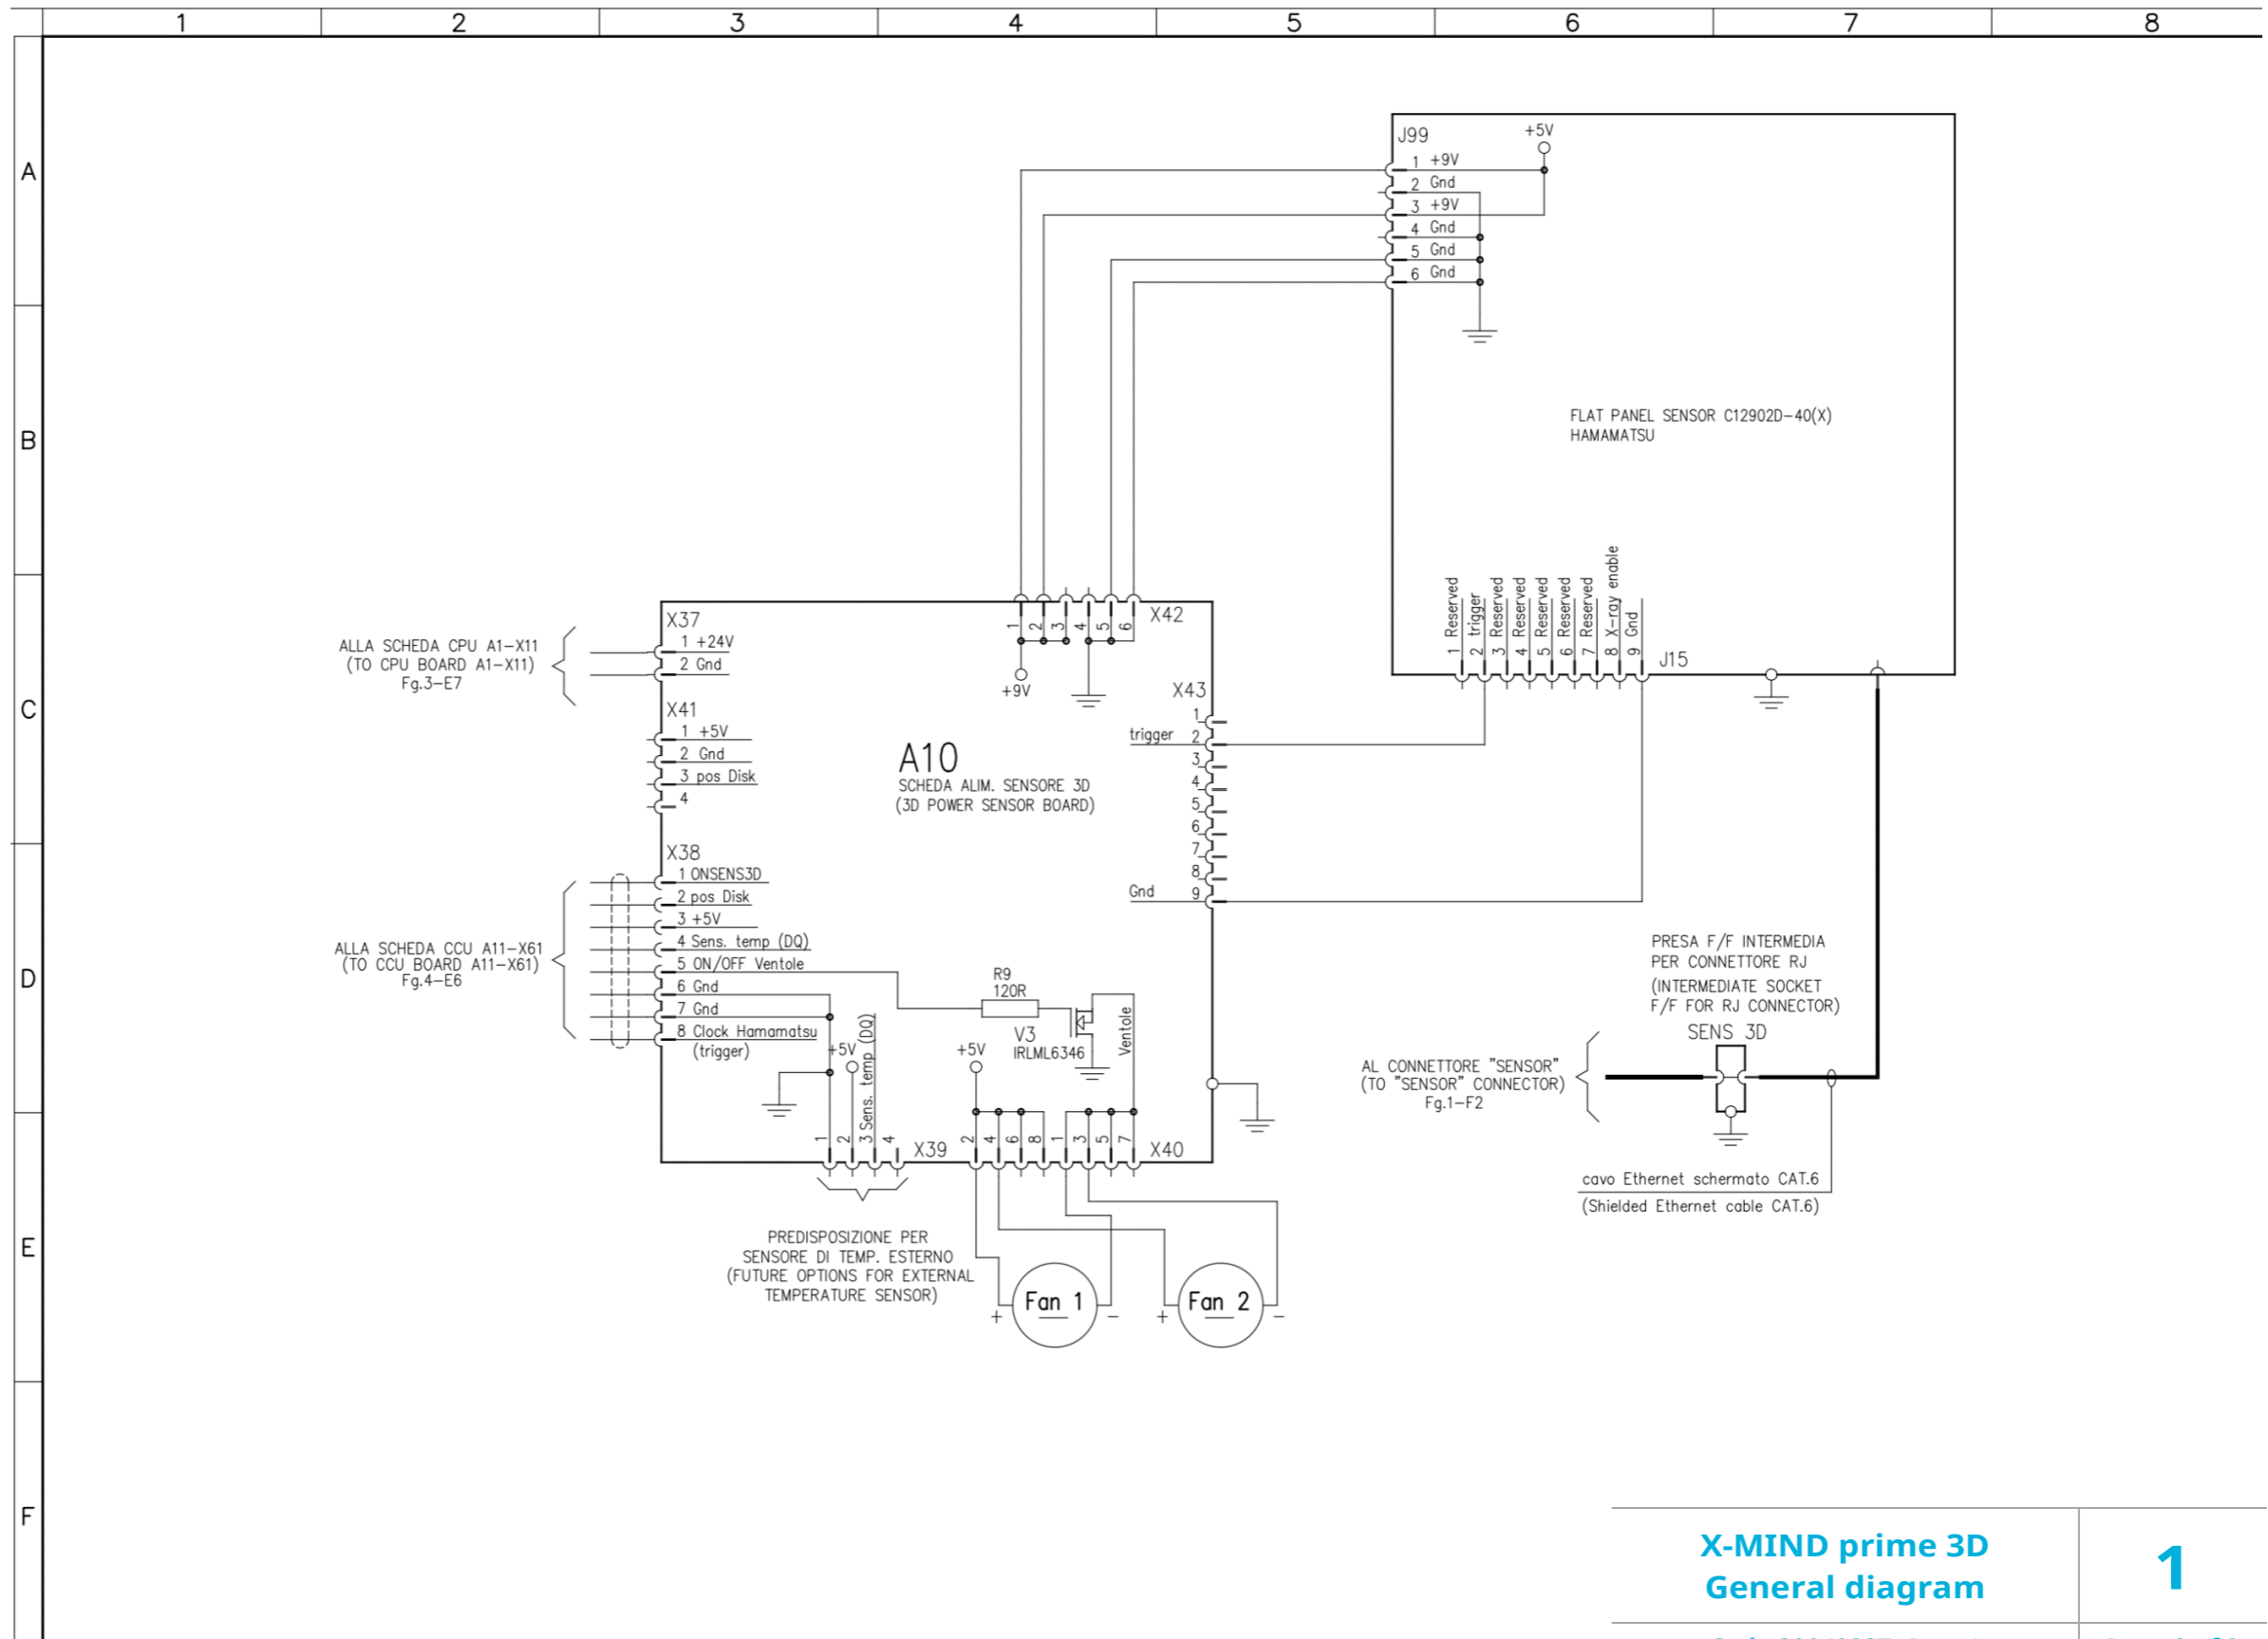 1 2 3 4 5 6 7 8
A
B
C
D
E
F
J99
+5V
1 +9V
2 Gnd
3 +9V
4 Gnd
5 Gnd
6 Gnd
FLAT PANEL SENSOR C12902D-40(X)
HAMAMATSU
1 Reserved
2 trigger
3 Reserved
4 Reserved
5 Reserved
6 Reserved
7 Reserved
8 X-ray enable
9 Gnd
J15
ALLA SCHEDA CPU A1-X11
(TO CPU BOARD A1-X11)
Fg.3-E7
X37
1 +24V
2 Gnd
X41
1 +5V
2 Gnd
3 pos Disk
4
1 2 3 4 5 6
X42
+9V
A10
SCHEDA ALIM. SENSORE 3D
(3D POWER SENSOR BOARD)
X43
1
trigger 2
3
4
5
6
7
8
Gnd 9
ALLA SCHEDA CCU A11-X61
(TO CCU BOARD A11-X61)
Fg.4-E6
X38
1 ONSENS3D
2 pos Disk
3 +5V
4 Sens. temp (DQ)
5 ON/OFF Ventole
6 Gnd
7 Gnd
8 Clock Hamamatsu
(trigger)
R9
120R
V3
IRLML6346
Ventole
+5V
+5V
1 2 3 Sens. temp (DQ) 4
X39
2 4 6 8 1 3 5 7
X40
PREDISPOSIZIONE PER
SENSORE DI TEMP. ESTERNO
(FUTURE OPTIONS FOR EXTERNAL
TEMPERATURE SENSOR)
+ Fan 1 -
+ Fan 2 -
PRESA F/F INTERMEDIA
PER CONNETTORE RJ
(INTERMEDIATE SOCKET
F/F FOR RJ CONNECTOR)
SENS 3D
AL CONNETTORE "SENSOR"
(TO "SENSOR" CONNECTOR)
Fg.1-F2
cavo Ethernet schermato CAT.6
(Shielded Ethernet cable CAT.6)
X-MIND prime 3D
General diagram
1